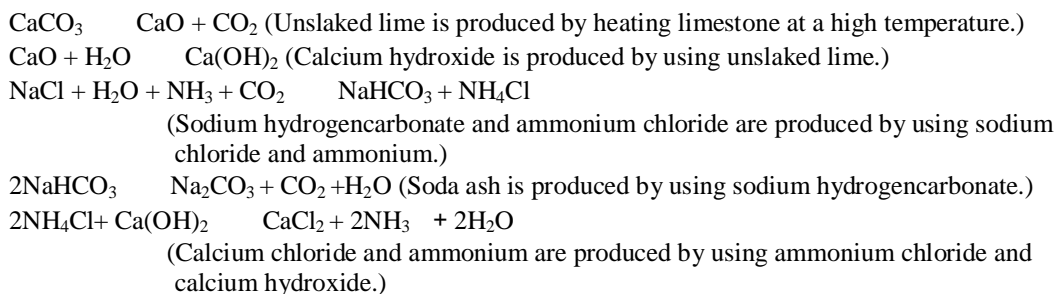 CaCO₃ CaO + CO₂ (Unslaked lime is produced by heating limestone at a high temperature.)
CaO + H₂O Ca(OH)₂ (Calcium hydroxide is produced by using unslaked lime.)
NaCl + H₂O + NH₃ + CO₂ NaHCO₃ + NH₄Cl
(Sodium hydrogencarbonate and ammonium chloride are produced by using sodium
chloride and ammonium.)
2NaHCO₃ Na₂CO₃ + CO₂ +H₂O (Soda ash is produced by using sodium hydrogencarbonate.)
2NH₄Cl+ Ca(OH)₂ CaCl₂ + 2NH₃ + 2H₂O
(Calcium chloride and ammonium are produced by using ammonium chloride and
calcium hydroxide.)